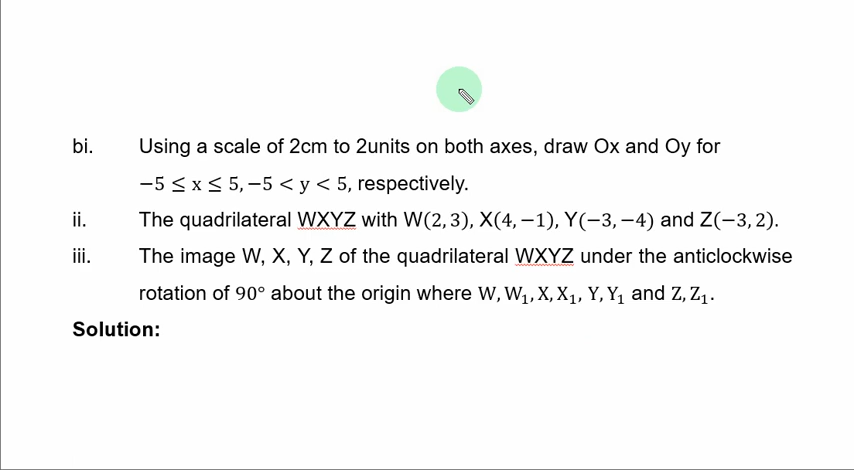 bi. Using a scale of 2cm to 2units on both axes, draw Ox and Oy for
−5 ≤ x ≤ 5, −5 < y < 5, respectively.
ii. The quadrilateral WXYZ with W(2, 3), X(4, −1), Y(−3, −4) and Z(−3, 2).
iii. The image W, X, Y, Z of the quadrilateral WXYZ under the anticlockwise
rotation of 90° about the origin where W, W₁, X, X₁, Y, Y₁ and Z, Z₁.
Solution: